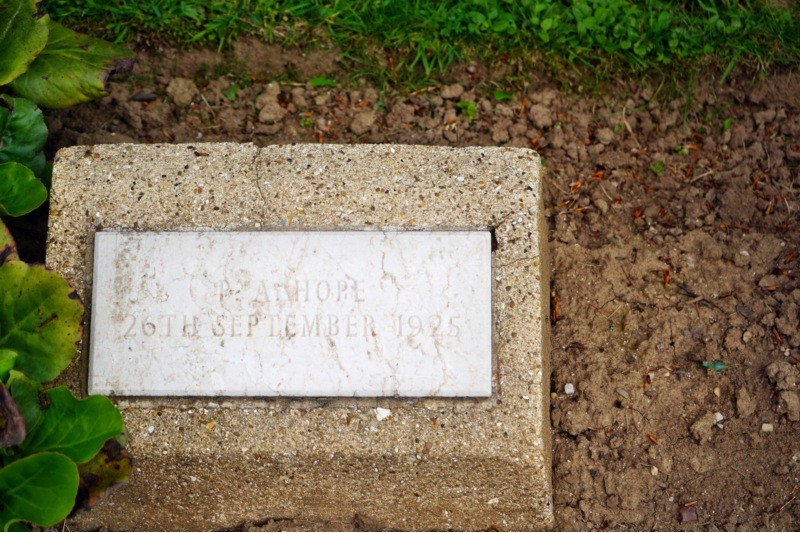 P. A. HOPE
26TH SEPTEMBER 1925